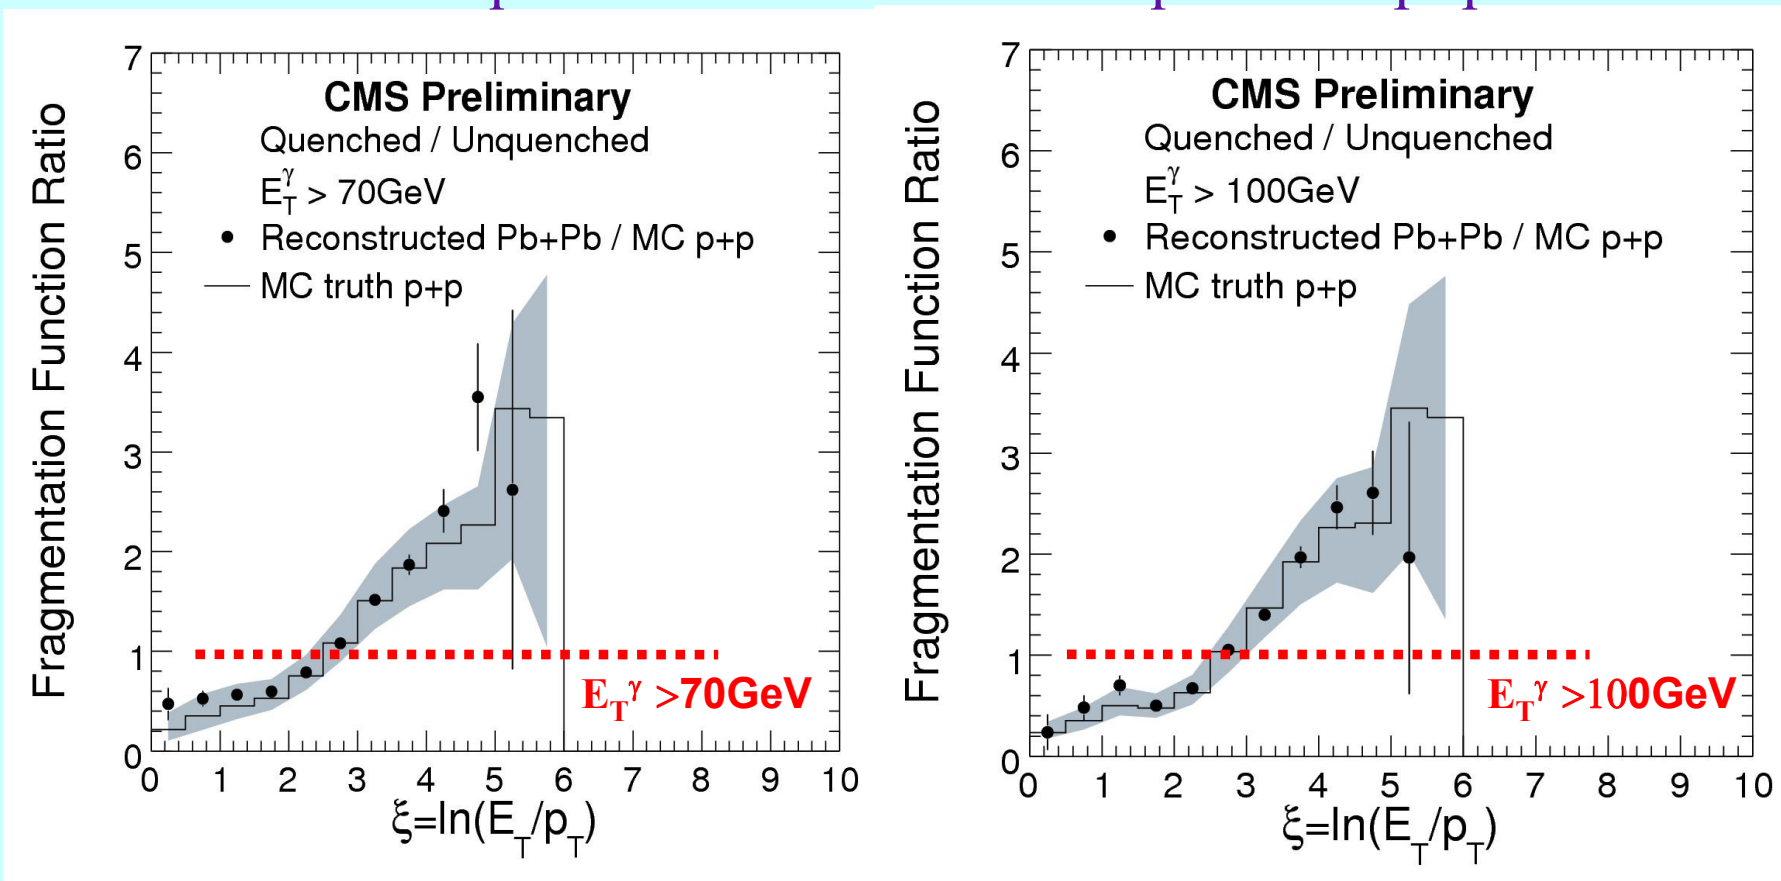 CMS Preliminary
Quenched / Unquenched
E_T^γ > 70GeV
Reconstructed Pb+Pb / MC p+p
MC truth p+p
Fragmentation Function Ratio
7
6
5
4
3
2
1
0
E_T^γ >70GeV
0 1 2 3 4 5 6 7 8 9 10
ξ=ln(E_T/p_T)
CMS Preliminary
Quenched / Unquenched
E_T^γ > 100GeV
Reconstructed Pb+Pb / MC p+p
MC truth p+p
Fragmentation Function Ratio
7
6
5
4
3
2
1
0
E_T^γ >100GeV
0 1 2 3 4 5 6 7 8 9 10
ξ=ln(E_T/p_T)